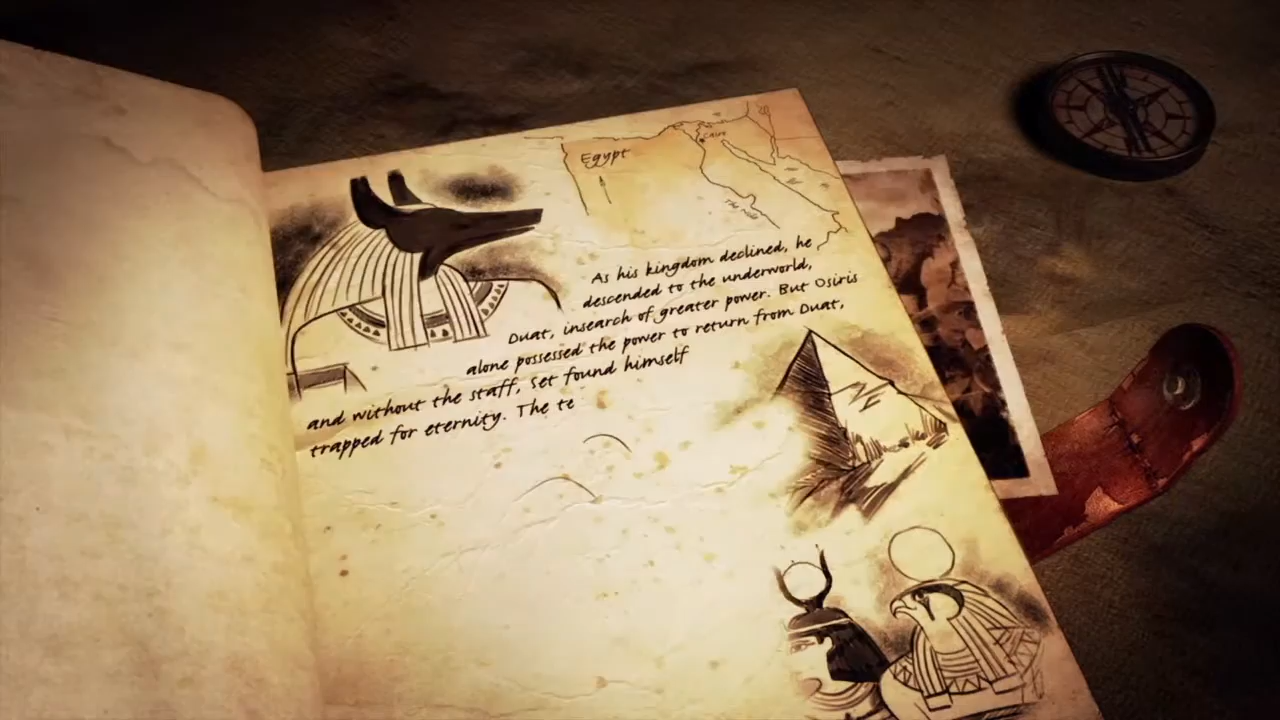 Egypt
Cairo
The Nile
As his kingdom declined, he
descended to the underworld,
Duat, insearch of greater power. But Osiris
alone possessed the power to return from Duat,
and without the staff, Set found himself
trapped for eternity. The te